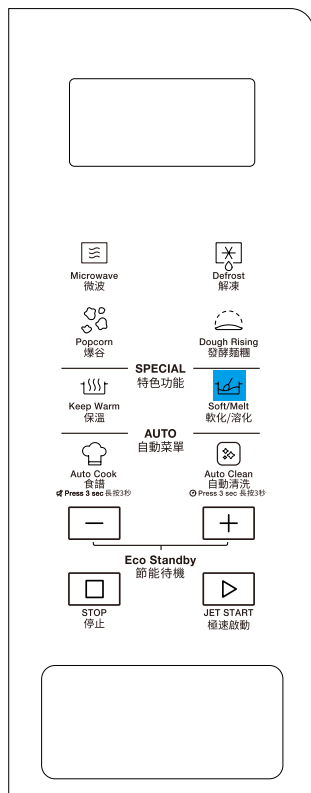 Microwave
微波
Defrost
解凍
Popcorn
爆谷
Dough Rising
發酵麵糰
SPECIAL
特色功能
Keep Warm
保溫
Soft/Melt
軟化/溶化
AUTO
自動菜單
Auto Cook
食譜
Press 3 sec 長按3秒
Auto Clean
自動清洗
Press 3 sec 長按3秒
Eco Standby
節能待機
STOP
停止
JET START
極速啟動